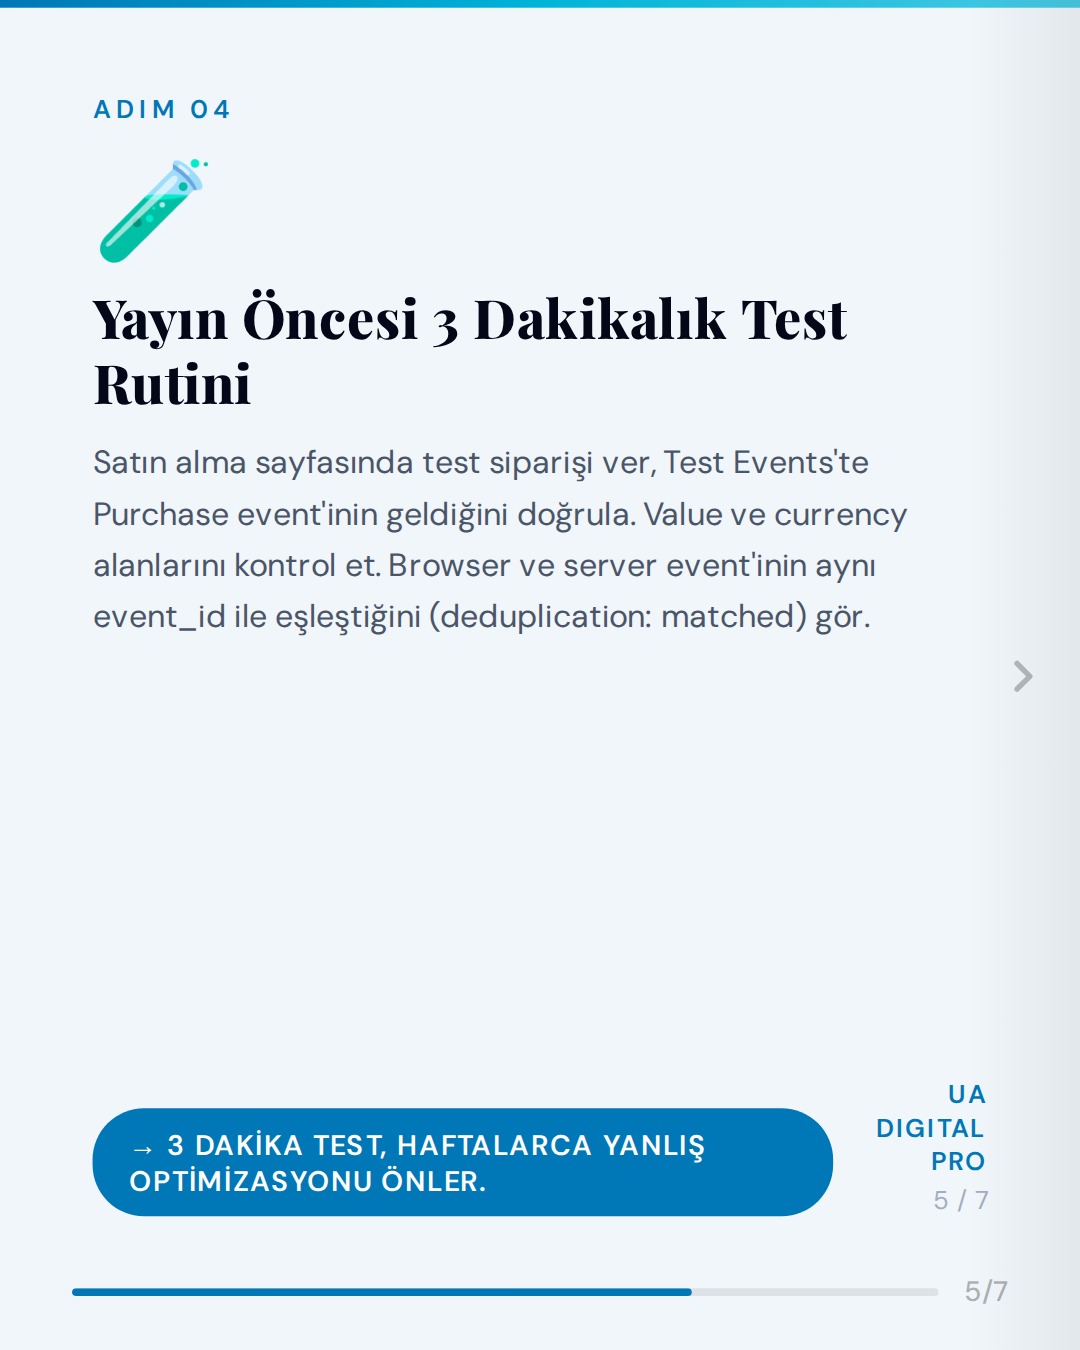 ADIM 04
Yayın Öncesi 3 Dakikalık Test
Rutini
Satın alma sayfasında test siparişi ver, Test Events'te
Purchase event'inin geldiğini doğrula. Value ve currency
alanlarını kontrol et. Browser ve server event'inin aynı
event_id ile eşleştiğini (deduplication: matched) gör.
→ 3 DAKİKA TEST, HAFTALARCA YANLIŞ
OPTİMİZASYONU ÖNLER.
UA
DIGITAL
PRO
5 / 7
5/7